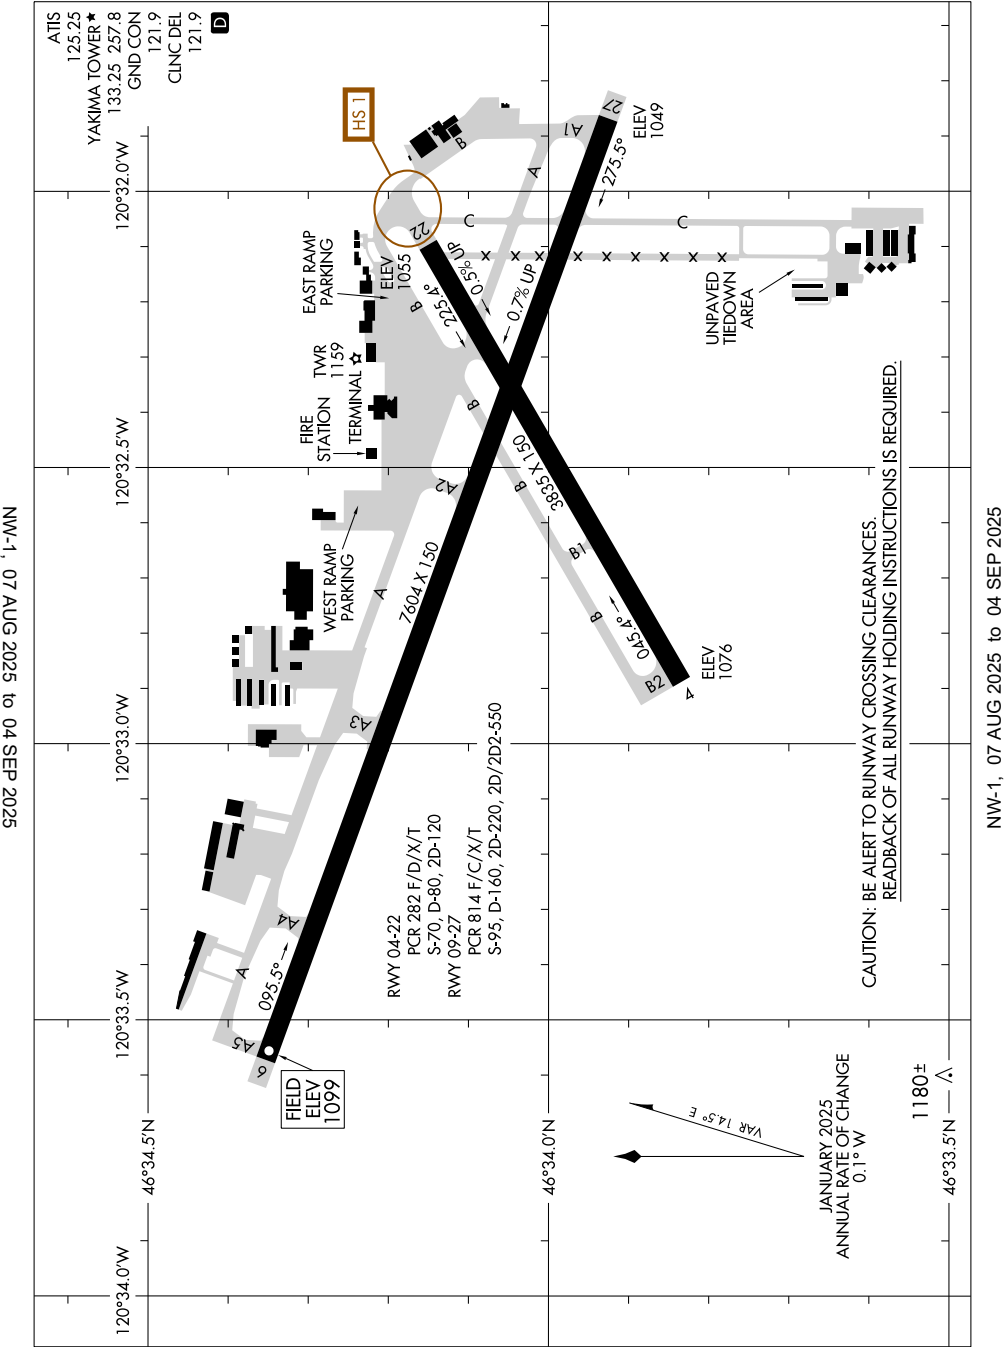 ATIS
125.25
YAKIMA TOWER★
133.25 257.8
GND CON
121.9
CLNC DEL
121.9
D
HS 1
27
ELEV
1049
A1
B
A
275.5°
120°32.0'W
C
C
22
ELEV
1055
0.5% UP
225.4°
0.7% UP
B
EAST RAMP
PARKING
UNPAVED
TIEDOWN
AREA
X X X X X X X X X
TWR
1159
TERMINAL
FIRE
STATION
B
120°32.5'W
A2
B
3835 X 150
WEST RAMP
PARKING
A
7604 X 150
B1
B
045.4°
B2
4
ELEV
1076
120°33.0'W
A3
RWY 04-22
PCR 282 F/D/X/T
S-70, D-80, 2D-120
RWY 09-27
PCR 814 F/C/X/T
S-95, D-160, 2D-220, 2D/2D2-550
CAUTION: BE ALERT TO RUNWAY CROSSING CLEARANCES.
READBACK OF ALL RUNWAY HOLDING INSTRUCTIONS IS REQUIRED.
A4
A
095.5°
120°33.5'W
A5
9
FIELD
ELEV
1099
46°34.5'N
46°34.0'N
46°33.5'N
VAR 14.5° E
JANUARY 2025
ANNUAL RATE OF CHANGE
0.1° W
1180±
120°34.0'W
NW-1, 07 AUG 2025 to 04 SEP 2025
NW-1, 07 AUG 2025 to 04 SEP 2025